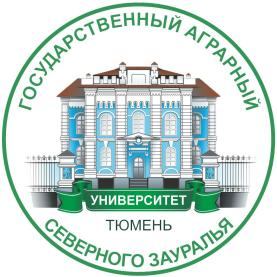 ГОСУДАРСТВЕННЫЙ АГРАРНЫЙ
УНИВЕРСИТЕТ
ТЮМЕНЬ
СЕВЕРНОГО ЗАУРАЛЬЯ